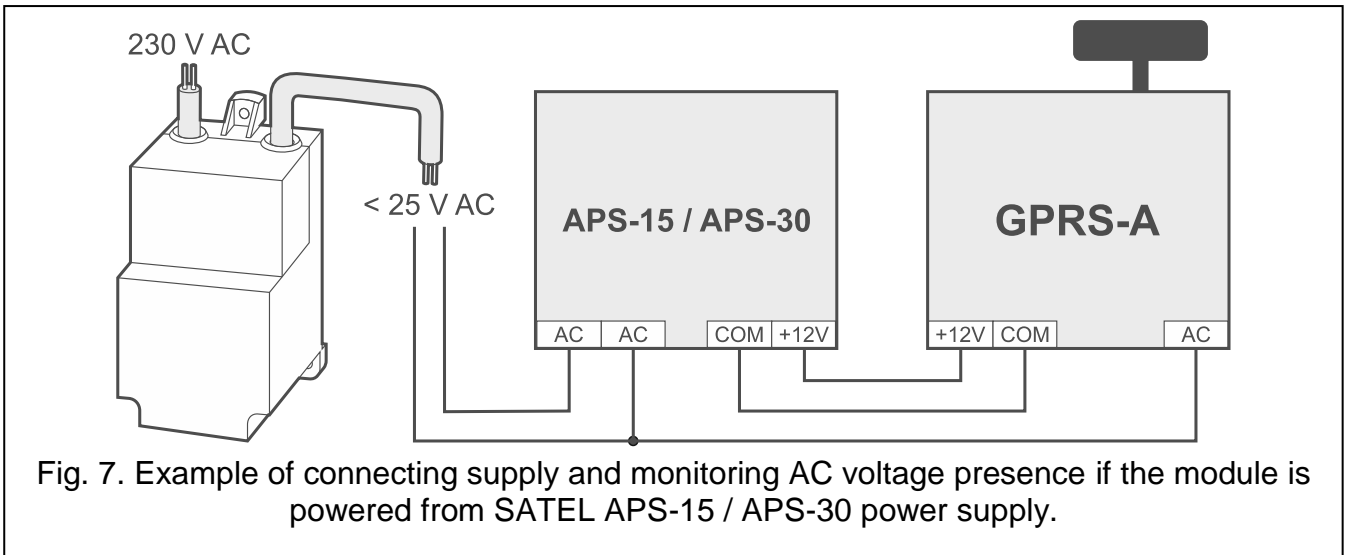 230 V AC
< 25 V AC
APS-15 / APS-30
GPRS-A
AC AC COM +12V
+12V COM AC
Fig. 7. Example of connecting supply and monitoring AC voltage presence if the module is
powered from SATEL APS-15 / APS-30 power supply.